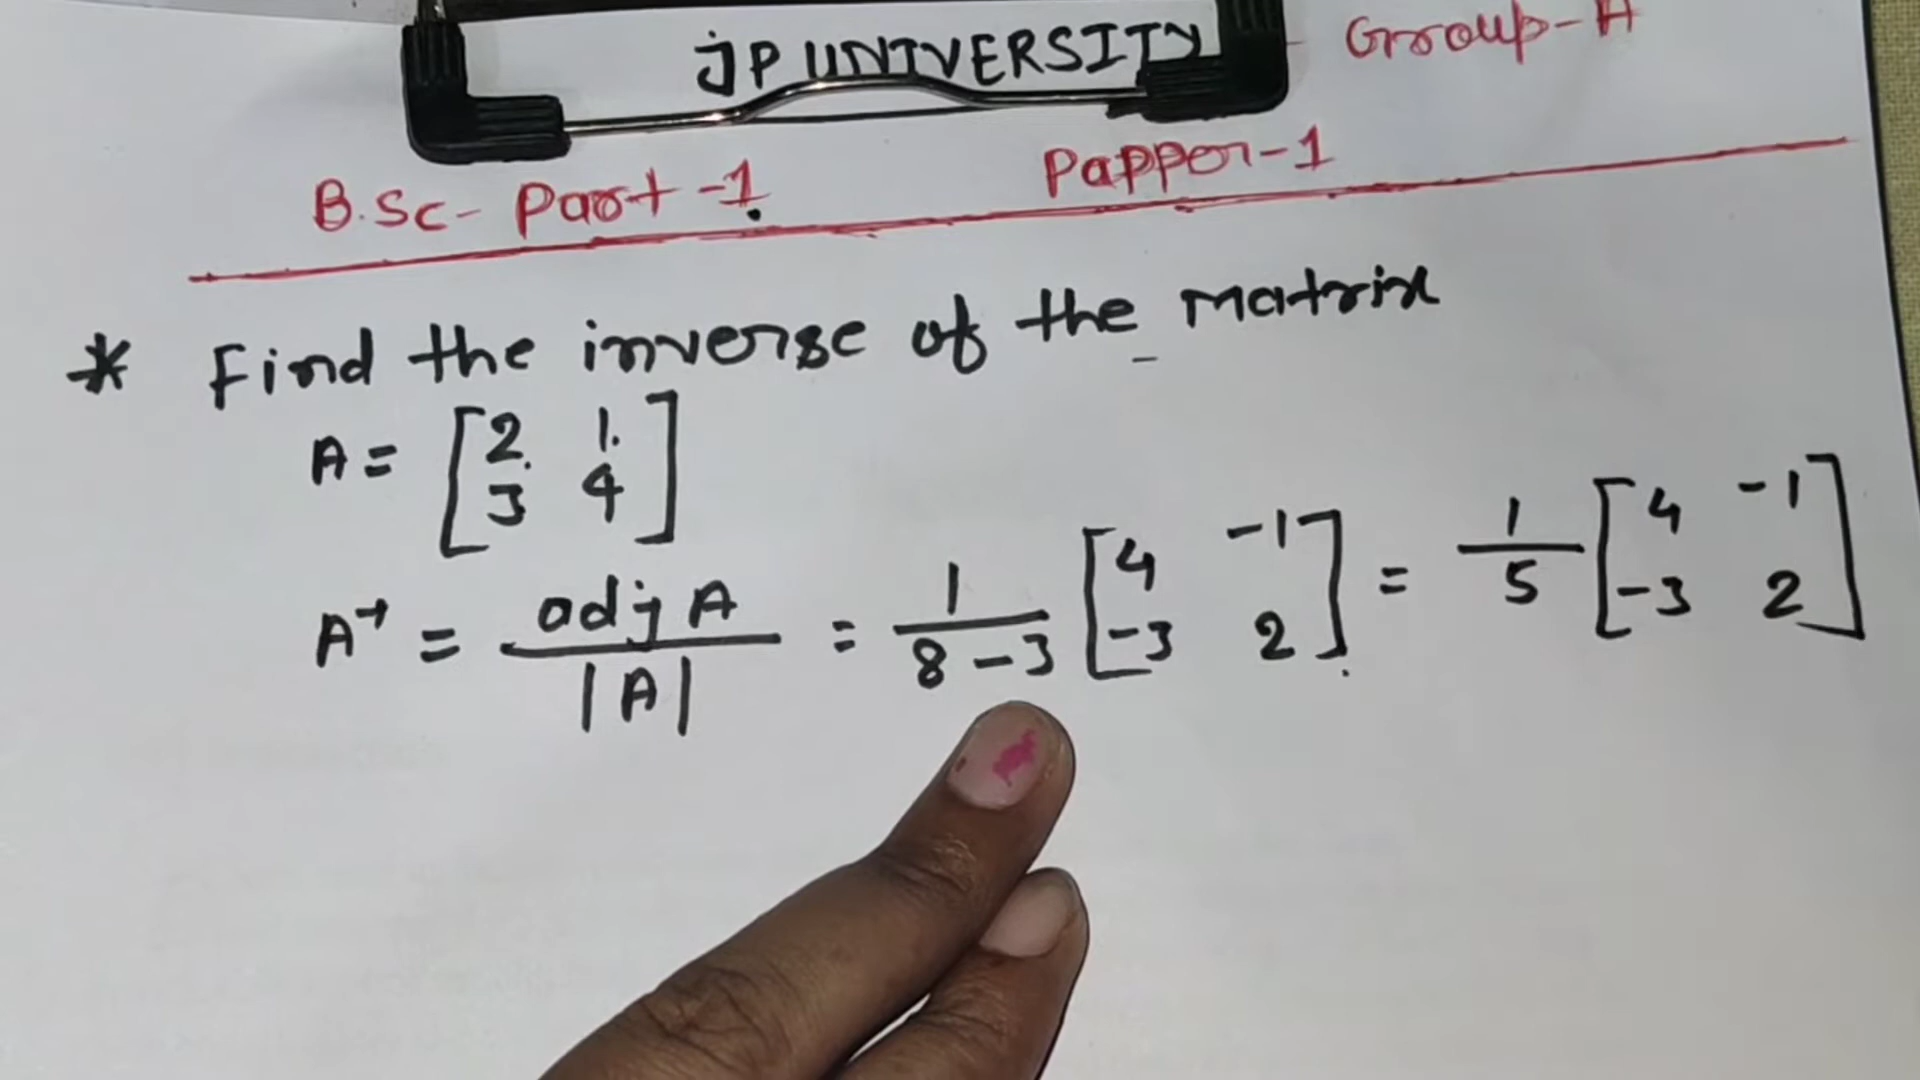 JP UNIVERSITY
Group-A
B.Sc- Part-1 Papper-1
* Find the inverse of the matrix
A = [2 1
3 4]
A⁻¹ = adj A / |A| = 1/(8-3) [4 -1
-3 2] = 1/5 [4 -1
-3 2]